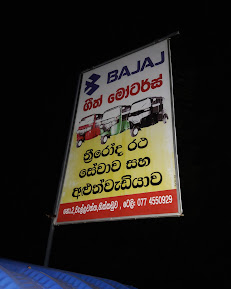 BAJAJ
ගීත් මෝටර්ස්
ත්‍රීරෝද රථ
සේවාව සහ
අළුත්වැඩියාව
077 4550929